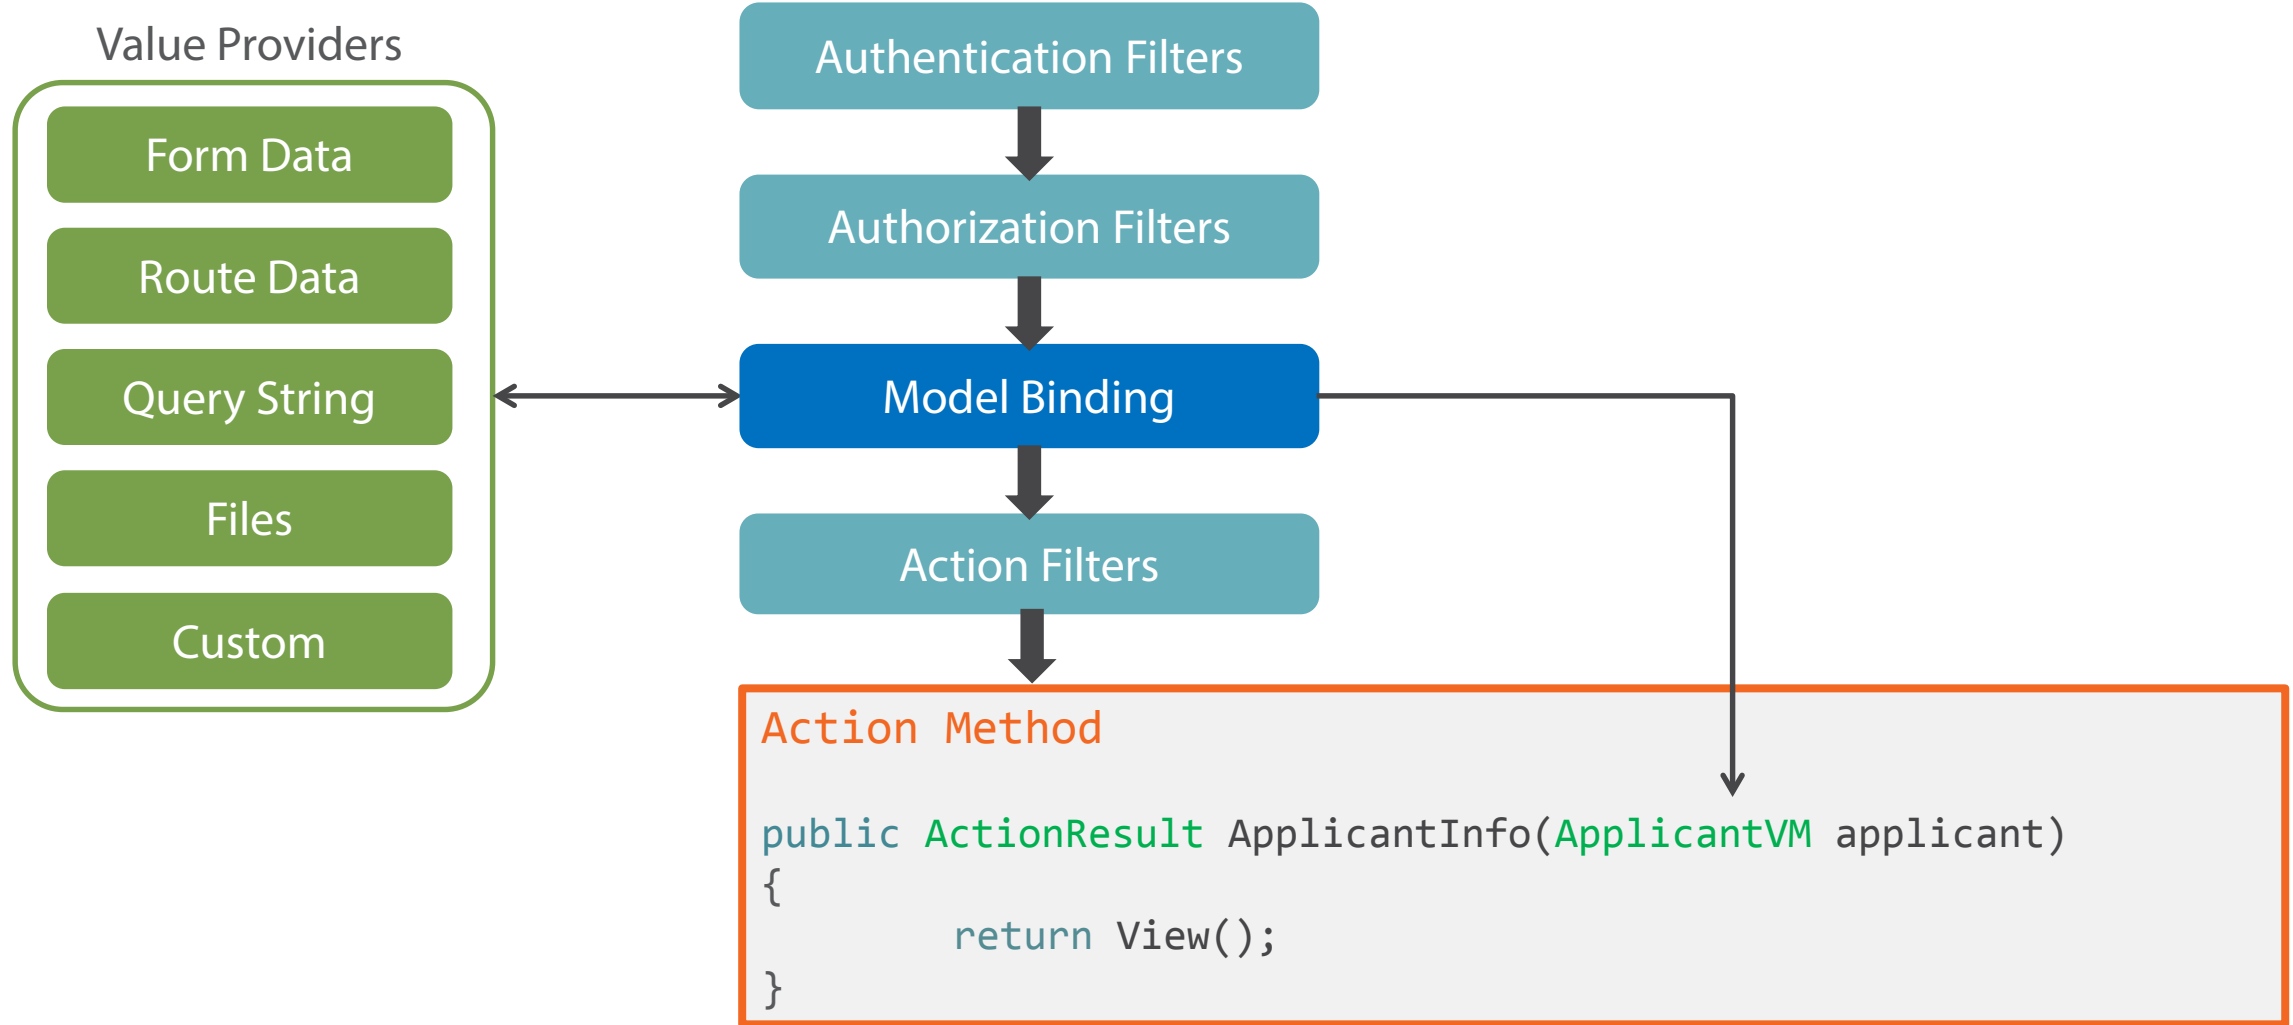 Value Providers
Form Data
Route Data
Query String
Files
Custom
Authentication Filters
Authorization Filters
Model Binding
Action Filters
Action Method
public ActionResult ApplicantInfo(ApplicantVM applicant)
{
return View();
}